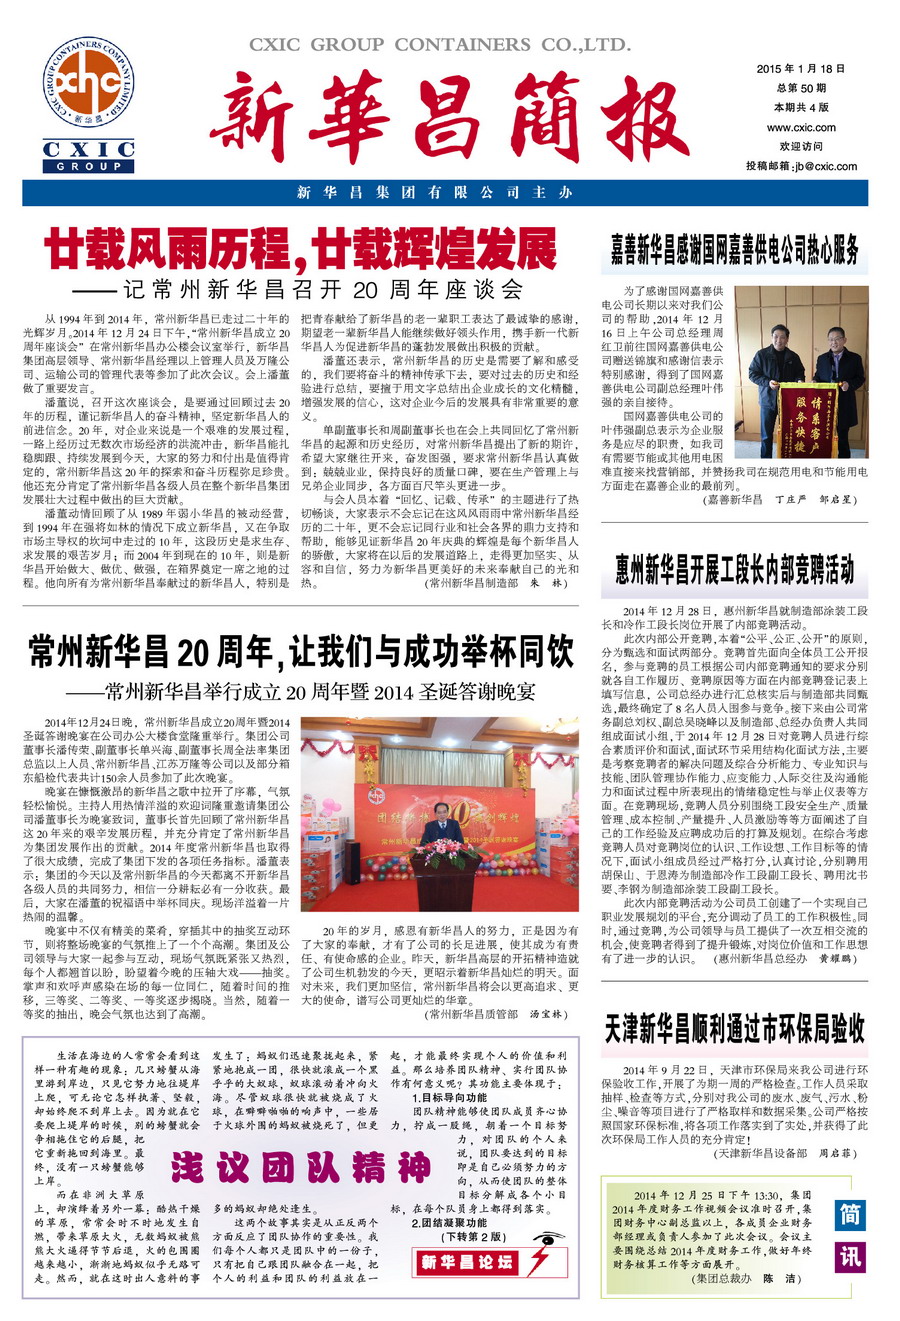 CXIC GROUP CONTAINERS CO.,LTD.
CXIC GROUP CONTAINERS COMPANY LIMITED
xhc
新华昌
CXIC
GROUP
新華昌簡报
2015 年 1 月 18 日
总第 50 期
本期共 4 版
www.cxic.com
欢迎访问
投稿邮箱:jb@cxic.com
新华昌集团有限公司主办
廿载风雨历程,廿载辉煌发展
——记常州新华昌召开 20 周年座谈会
从 1994 年到 2014 年，常州新华昌已走过二十年的
光辉岁月。2014 年 12 月 24 日下午,“常州新华昌成立 20
周年座谈会”在常州新华昌办公楼会议室举行，新华昌
集团高层领导、常州新华昌经理以上管理人员及万隆公
司、运输公司的管理代表等参加了此次会议。会上潘董
做了重要发言。
潘董说，召开这次座谈会，是要通过回顾过去 20
年的历程，谨记新华昌人的奋斗精神，坚定新华昌人的
前进信念。20 年，对企业来说是一个艰难的发展过程，
一路上经历过无数次市场经济的洪流冲击，新华昌能扎
稳脚跟、持续发展到今天，大家的努力和付出是值得肯
定的，常州新华昌这 20 年的探索和奋斗历程弥足珍贵。
他还充分肯定了常州新华昌各级人员在整个新华昌集团
发展壮大过程中做出的巨大贡献。
潘董动情回顾了从 1989 年弱小华昌的被动经营，
到 1994 年在强将如林的情况下成立新华昌，又在争取
市场主导权的坎坷中走过的 10 年，这段历史是求生存、
求发展的艰苦岁月；而 2004 年到现在的 10 年，则是新
华昌开始做大、做优、做强，在箱界奠定一席之地的过
程。他向所有为常州新华昌奉献过的新华昌人，特别是
把青春献给了新华昌的老一辈职工表达了最诚挚的感谢，
期望老一辈新华昌人能继续做好领头作用，携手新一代新
华昌人为促进新华昌的蓬勃发展做出积极的贡献。
潘董还表示，常州新华昌的历史是需要了解和感受
的，我们要将奋斗的精神传承下去，要对过去的历史和经
验进行总结，要擅于用文字总结出企业成长的文化精髓，
增强发展的信心，这对企业今后的发展具有非常重要的意
义。
单副董事长和周副董事长也在会上共同回忆了常州新
华昌的起源和历史经历，对常州新华昌提出了新的期许，
希望大家继往开来，奋发图强，要求常州新华昌认真做
到：兢兢业业，保持良好的质量口碑，要在生产管理上与
兄弟企业同步，各方面百尺竿头更进一步。
与会人员本着“回忆、记载、传承”的主题进行了热
切畅谈，大家表示不会忘记在这风风雨雨中常州新华昌经
历的二十年，更不会忘记同行业和社会各界的鼎力支持和
帮助，能够见证新华昌 20 年庆典的辉煌是每个新华昌人
的骄傲，大家将在以后的发展道路上，走得更加坚实、从
容和自信，努力为新华昌更美好的未来奉献自己的光和
热。 (常州新华昌制造部 朱 林)
常州新华昌 20 周年,让我们与成功举杯同饮
——常州新华昌举行成立 20 周年暨 2014 圣诞答谢晚宴
2014年12月24日晚，常州新华昌成立20周年暨2014
圣诞答谢晚宴在公司办公大楼食堂隆重举行。集团公司
董事长潘传荣、副董事长单兴海、副董事长周全法率集团
总监以上人员、常州新华昌、江苏万隆等公司以及部分箱
东船检代表共计150余人员参加了此次晚宴。
晚宴在慷慨激昂的新华昌之歌中拉开了序幕，气氛
轻松愉悦。主持人用热情洋溢的欢迎词隆重邀请集团公
司潘董事长为晚宴致词，董事长首先回顾了常州新华昌
这 20 年来的艰辛发展历程，并充分肯定了常州新华昌
为集团发展作出的贡献。2014 年度常州新华昌也取得
了很大成绩，完成了集团下发的各项任务指标。潘董表
示：集团的今天以及常州新华昌的今天都离不开新华昌
各级人员的共同努力，相信一分耕耘必有一分收获。最
后，大家在潘董的祝福语中举杯同庆。现场洋溢着一片
热闹的温馨。
晚宴中不仅有精美的菜肴，穿插其中的抽奖互动环
节，则将整场晚宴的气氛推上了一个个高潮。集团及公
司领导与大家一起参与互动，现场气氛既紧张又热烈，
每个人都翘首以盼，盼望着今晚的压轴大戏——抽奖。
掌声和欢呼声感染在场的每一位同仁，随着时间的推
移，三等奖、二等奖、一等奖逐步揭晓。当然，随着一
等奖的抽出，晚会气氛也达到了高潮。
20 年的岁月，感恩有新华昌人的努力，正是因为有
了大家的奉献，才有了公司的长足进展，使其成为有责
任、有使命感的企业。昨天，新华昌高层的开拓精神造就
了公司生机勃发的今天，更昭示着新华昌灿烂的明天。面
对未来，我们更加坚信，常州新华昌将会以更高追求、更
大的使命，谱写公司更灿烂的华章。
(常州新华昌质管部 汤宝林)
生活在海边的人常常会看到这
样一种有趣的现象：几只螃蟹从海
里游到岸边，只见它努力地往堤岸
上爬，可无论它怎样执著、坚毅，
却始终爬不到岸上去。因为就在它
要爬上堤岸的时候，别的螃蟹就会
争相拖住它的后腿，把
它重新拖回到海里。最
终，没有一只螃蟹能够
上岸。
而在非洲大草原
上，却演绎着另外一幕：酷热干燥
的草原，常常会时不时地发生自
燃，带来草原大火，无数蚂蚁被熊
熊大火逼得节节后退，火的包围圈
越来越小，渐渐地蚂蚁似乎无路可
走。然而，就在这时出人意料的事
发生了：蚂蚁们迅速聚拢起来，紧
紧地抱成一团，很快就滚成一个黑
乎乎的大蚁球，蚁球滚动着冲向火
海。尽管蚁球很快就被烧成了火
球，在噼噼啪啪的响声中，一些居
于火球外围的蚂蚁被烧死了，但更
浅议团队精神
多的蚂蚁却绝处逢生。
这两个故事其实是从正反两个
方面反应了团队协作的重要性。我
们每个人都只是团队中的一份子，
只有把自己跟团队融合在一起，把
个人的利益和团队的利益放在一
起，才能最终实现个人的价值和利
益。那么培养团队精神、实行团队协
作有何意义呢？其功能主要体现于：
1.目标导向功能
团队精神能够使团队成员齐心协
力，拧成一股绳，朝着一个目标努
力，对团队的个人来
说，团队要达到的目标
即是自己必须努力的方
向，从而使团队的整体
目标分解成各个小目
标，在每个队员身上都得到落实。
2.团结凝聚功能
(下转第 2 版)
新华昌论坛
嘉善新华昌感谢国网嘉善供电公司热心服务
为了感谢国网嘉善供
电公司长期以来对我们公
司的帮助,2014 年 12 月
16 日上午公司总经理周
红卫前往国网嘉善供电公
司赠送锦旗和感谢信表示
特别感谢，得到了国网嘉
善供电公司副总经理叶伟
强的亲自接待。
国网嘉善供电公司的
叶伟强副总表示为企业服
务是应尽的职责，如我司
有需要节能或其他用电困
难直接来找营销部，并赞扬我司在规范用电和节能用电
方面走在嘉善企业的最前列。
(嘉善新华昌 丁庄严 邹启星)
情系客户
服务快捷
惠州新华昌开展工段长内部竞聘活动
2014 年 12 月 28 日，惠州新华昌就制造部涂装工段
长和冷作工段长岗位开展了内部竞聘活动。
此次内部公开竞聘,本着“公平、公正、公开”的原则,
分为甄选和面试两部分。竞聘首先面向全体员工公开报
名，参与竞聘的员工根据公司内部竞聘通知的要求分别
就各自工作履历、竞聘原因等方面在内部竞聘登记表上
填写信息，公司总经办进行汇总核实后与制造部共同甄
选,最终确定了 8 名人员入围参与竞争。接下来由公司常
务副总刘权、副总吴晓峰以及制造部、总经办负责人共同
组成面试小组,于 2014 年 12 月 28 日对竞聘人员进行综
合素质评价和面试,面试环节采用结构化面试方法,主要
是考察竞聘者的解决问题及综合分析能力、专业知识与
技能、团队管理协作能力、应变能力、人际交往及沟通能
力和面试过程中所表现出的情绪稳定性与举止仪表等方
面。在竞聘现场,竞聘人员分别围绕工段安全生产、质量
管理、成本控制、产量提升、人员激励等等方面阐述了自
己的工作经验及应聘成功后的打算及规划。在综合考虑
竞聘人员对竞聘岗位的认识、工作设想、工作目标等的情
况下,面试小组成员经过严格打分,认真讨论,分别聘用
胡保山、于恩涛为制造部冷作工段副工段长、聘用沈书
要、李钢为制造部涂装工段副工段长。
此次内部竞聘活动为公司员工创建了一个实现自己
职业发展规划的平台,充分调动了员工的工作积极性。同
时,通过竞聘,为公司领导与员工提供了一次互相交流的
机会,使竞聘者得到了提升锻炼,对岗位价值和工作思想
有了进一步的认识。 (惠州新华昌总经办 黄耀鹏)
天津新华昌顺利通过市环保局验收
2014 年 9 月 22 日，天津市环保局来我公司进行环
保验收工作,开展了为期一周的严格检查。工作人员采取
抽样、检查等方式,分别对我公司的废水、废气、污水、粉
尘、噪音等项目进行了严格取样和数据采集。公司严格按
照国家环保标准,将各项工作落实到了实处,并获得了此
次环保局工作人员的充分肯定!
(天津新华昌设备部 周启菲)
2014 年 12 月 25 日下午 13:30，集团
2014 年度财务工作视频会议准时召开,集
团财务中心副总监以上，各成员企业财务
部经理或负责人参加了此次会议。会议主
要围绕总结 2014 年度财务工作,做好年终
财务核算工作等方面展开。
(集团总裁办 陈 洁)
简
讯